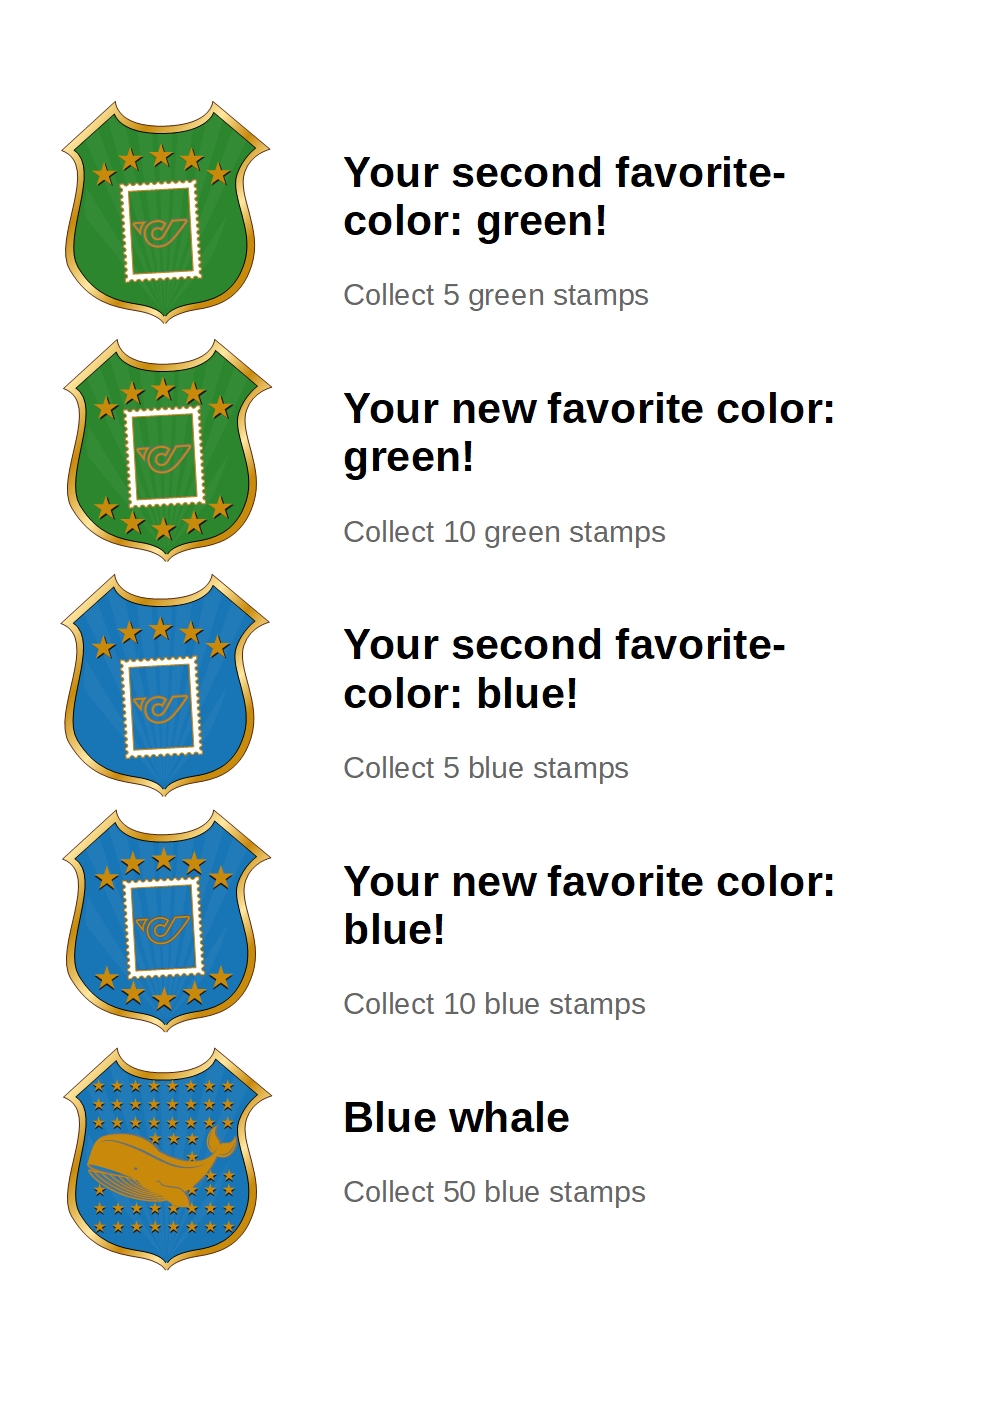 Your second favorite-
color: green!
Collect 5 green stamps
Your new favorite color:
green!
Collect 10 green stamps
Your second favorite-
color: blue!
Collect 5 blue stamps
Your new favorite color:
blue!
Collect 10 blue stamps
Blue whale
Collect 50 blue stamps